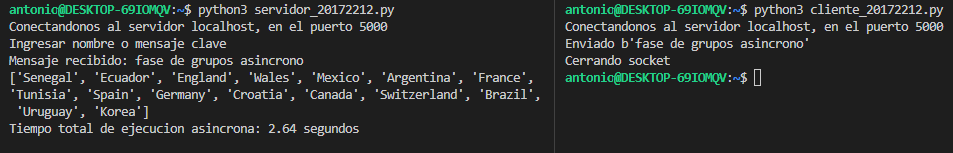 antonio@DESKTOP-69IOMQV:~$ python3 servidor_20172212.py
Conectandonos al servidor localhost, en el puerto 5000
Ingresar nombre o mensaje clave
Mensaje recibido: fase de grupos asincrono
['Senegal', 'Ecuador', 'England', 'Wales', 'Mexico', 'Argentina', 'France',
'Tunisia', 'Spain', 'Germany', 'Croatia', 'Canada', 'Switzerland', 'Brazil',
'Uruguay', 'Korea']
Tiempo total de ejecucion asincrona: 2.64 segundos
antonio@DESKTOP-69IOMQV:~$ python3 cliente_20172212.py
Conectandonos al servidor localhost, en el puerto 5000
Enviado b'fase de grupos asincrono'
Cerrando socket
antonio@DESKTOP-69IOMQV:~$